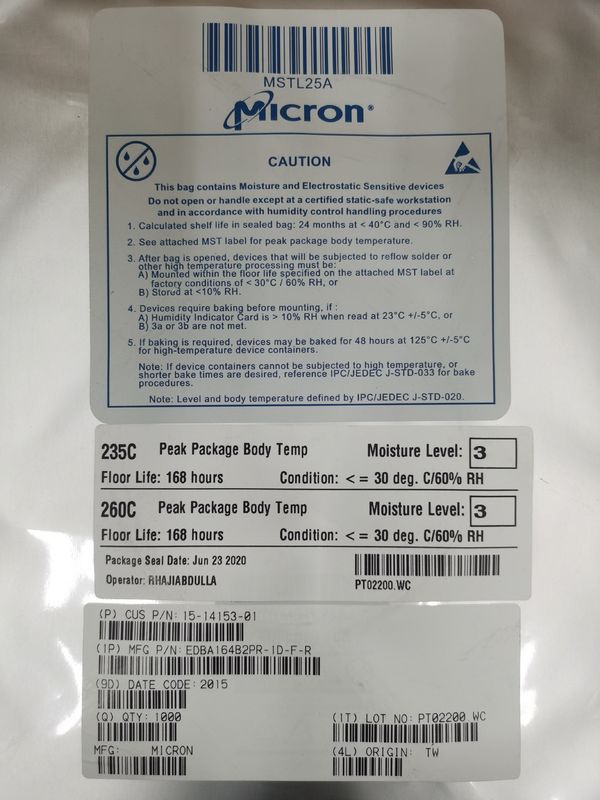 MSTL25A
Micron®
CAUTION
This bag contains Moisture and Electrostatic Sensitive devices
Do not open or handle except at a certified static-safe workstation
and in accordance with humidity control handling procedures
1. Calculated shelf life in sealed bag: 24 months at < 40°C and < 90% RH.
2. See attached MST label for peak package body temperature.
3. After bag is opened, devices that will be subjected to reflow solder or
other high temperature processing must be:
A) Mounted within the floor life specified on the attached MST label at
factory conditions of < 30°C / 60% RH, or
B) Stored at <10% RH.
4. Devices require baking before mounting, if :
A) Humidity Indicator Card is > 10% RH when read at 23°C +/-5°C, or
B) 3a or 3b are not met.
5. If baking is required, devices may be baked for 48 hours at 125°C +/-5°C
for high-temperature device containers.
Note: If device containers cannot be subjected to high temperature, or
shorter bake times are desired, reference IPC/JEDEC J-STD-033 for bake
procedures.
Note: Level and body temperature defined by IPC/JEDEC J-STD-020.
235C Peak Package Body Temp Moisture Level: 3
Floor Life: 168 hours Condition: < = 30 deg. C/60% RH
260C Peak Package Body Temp Moisture Level: 3
Floor Life: 168 hours Condition: < = 30 deg. C/60% RH
Package Seal Date: Jun 23 2020
Operator: RHAJIABDULLA PT02200.WC
(P) CUS P/N: 15-14153-01
(1P) MFG P/N: EDBA164B2PR-1D-F-R
(9D) DATE CODE: 2015
(Q) QTY: 1000 (1T) LOT NO: PT02200.WC
MFG: MICRON (4L) ORIGIN: TW